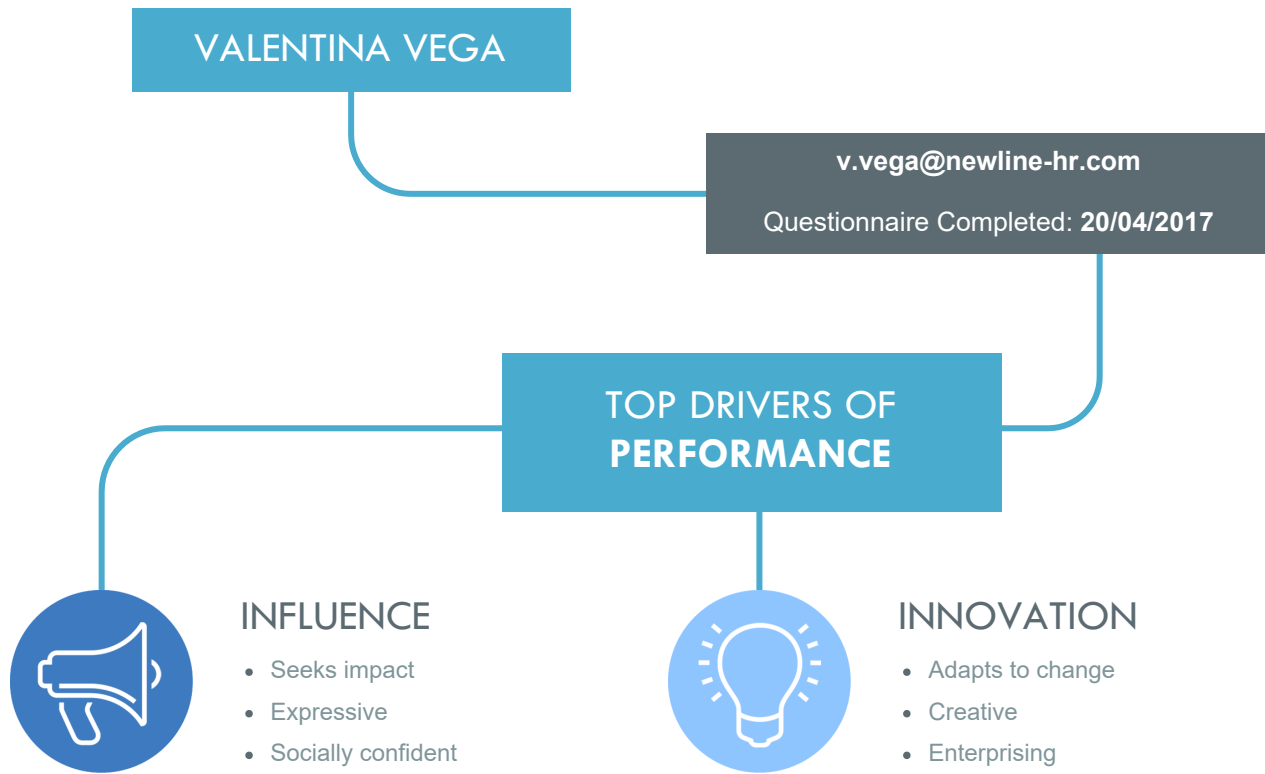 VALENTINA VEGA
v.vega@newline-hr.com
Questionnaire Completed: 20/04/2017
TOP DRIVERS OF
PERFORMANCE
INFLUENCE
• Seeks impact
• Expressive
• Socially confident
INNOVATION
• Adapts to change
• Creative
• Enterprising